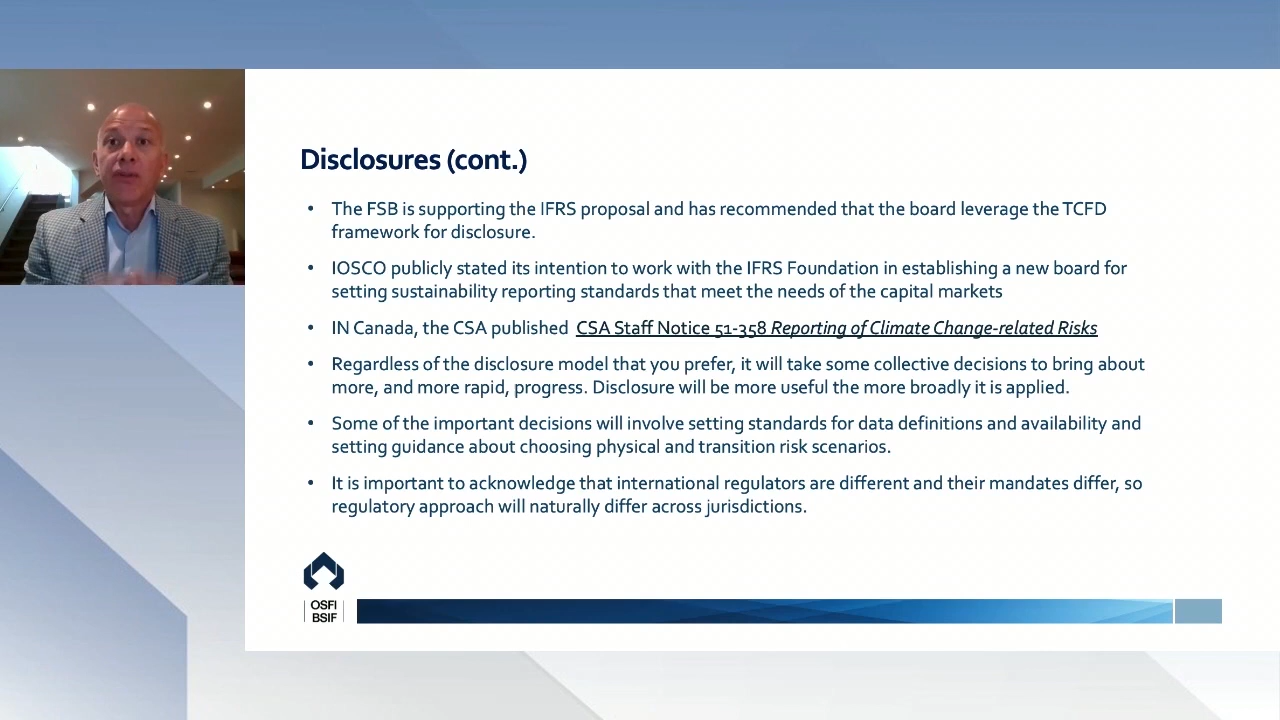 Disclosures (cont.)
• The FSB is supporting the IFRS proposal and has recommended that the board leverage the TCFD
framework for disclosure.
• IOSCO publicly stated its intention to work with the IFRS Foundation in establishing a new board for
setting sustainability reporting standards that meet the needs of the capital markets
• IN Canada, the CSA published CSA Staff Notice 51-358 Reporting of Climate Change-related Risks
• Regardless of the disclosure model that you prefer, it will take some collective decisions to bring about
more, and more rapid, progress. Disclosure will be more useful the more broadly it is applied.
• Some of the important decisions will involve setting standards for data definitions and availability and
setting guidance about choosing physical and transition risk scenarios.
• It is important to acknowledge that international regulators are different and their mandates differ, so
regulatory approach will naturally differ across jurisdictions.
OSFI
BSIF